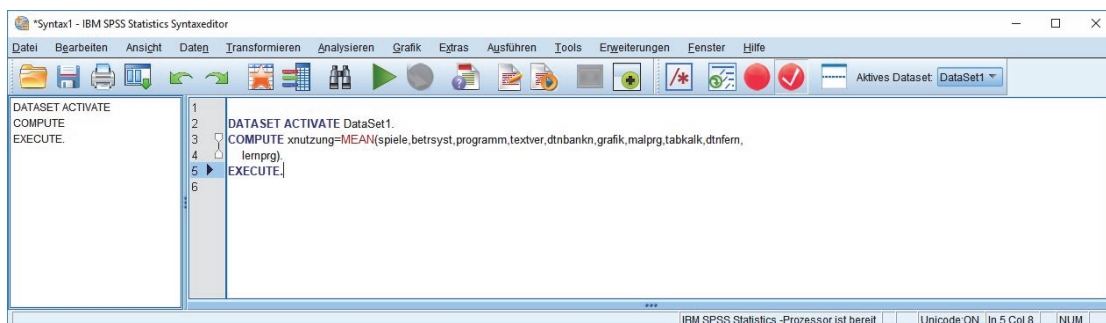 *Syntax1 - IBM SPSS Statistics Syntaxeditor
Datei Bearbeiten Ansicht Daten Transformieren Analysieren Grafik Extras Ausführen Tools Erweiterungen Fenster Hilfe
Aktives Dataset: DataSet1
DATASET ACTIVATE
COMPUTE
EXECUTE.
1
2 DATASET ACTIVATE DataSet1.
3 COMPUTE xnutzung=MEAN(spiele,betrsyst,programm,textver,dtnbankn,grafik,malprg,tabkalk,dtnfern,
4 lernprg).
5 EXECUTE.
6
IBM SPSS Statistics -Prozessor ist bereit Unicode:ON In 5 Col 8 NUM